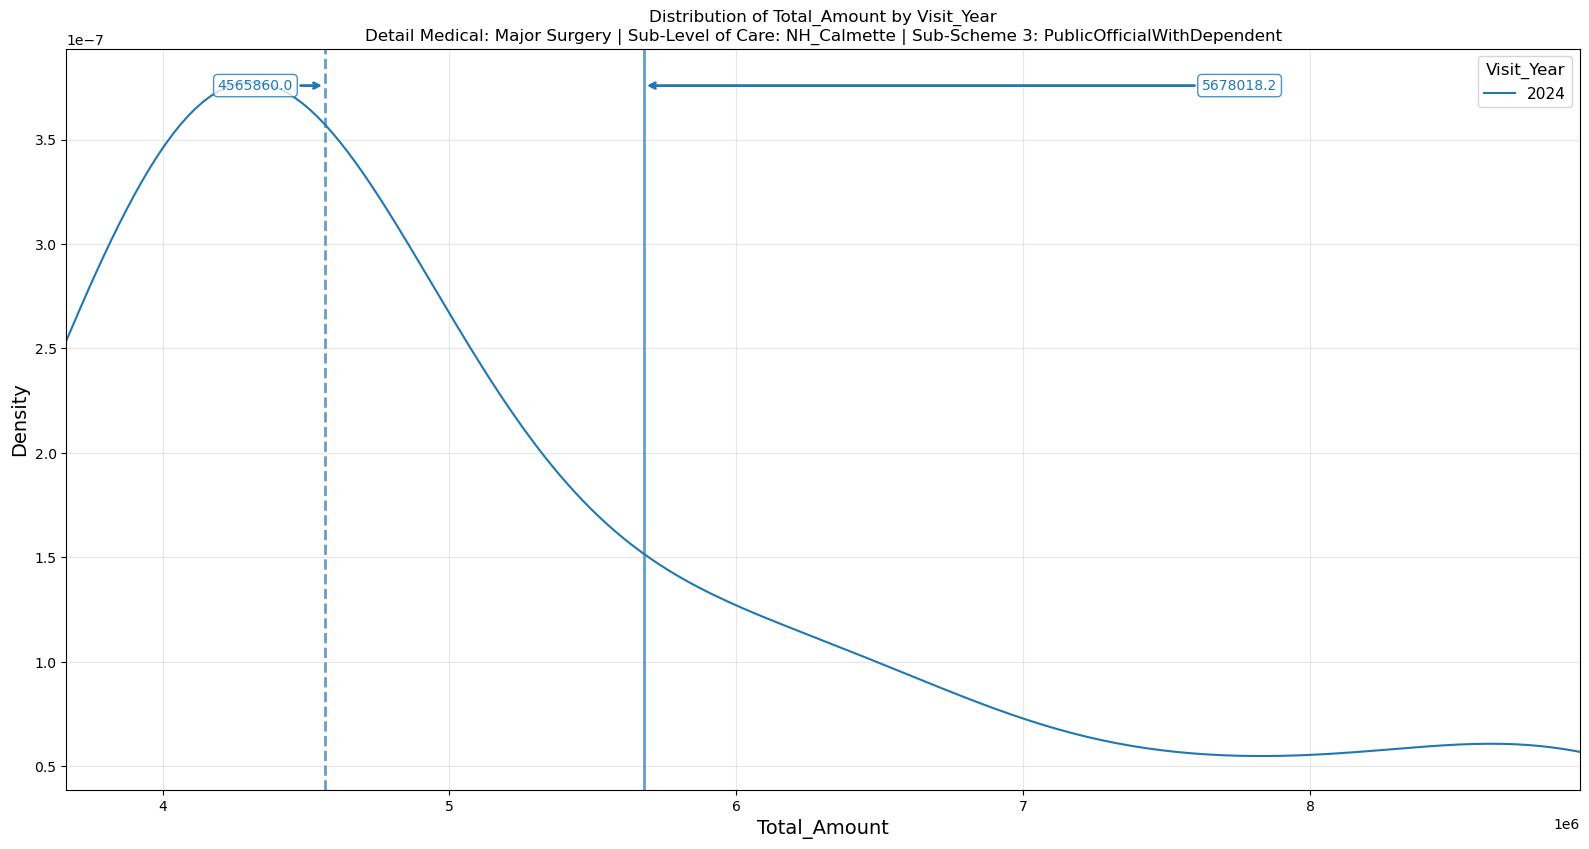 Distribution of Total_Amount by Visit_Year
Detail Medical: Major Surgery | Sub-Level of Care: NH_Calmette | Sub-Scheme 3: PublicOfficialWithDependent
1e−7
4565860.0
5678018.2
Visit_Year
2024
3.5
3.0
2.5
2.0
1.5
1.0
0.5
Density
4 5 6 7 8
1e6
Total_Amount